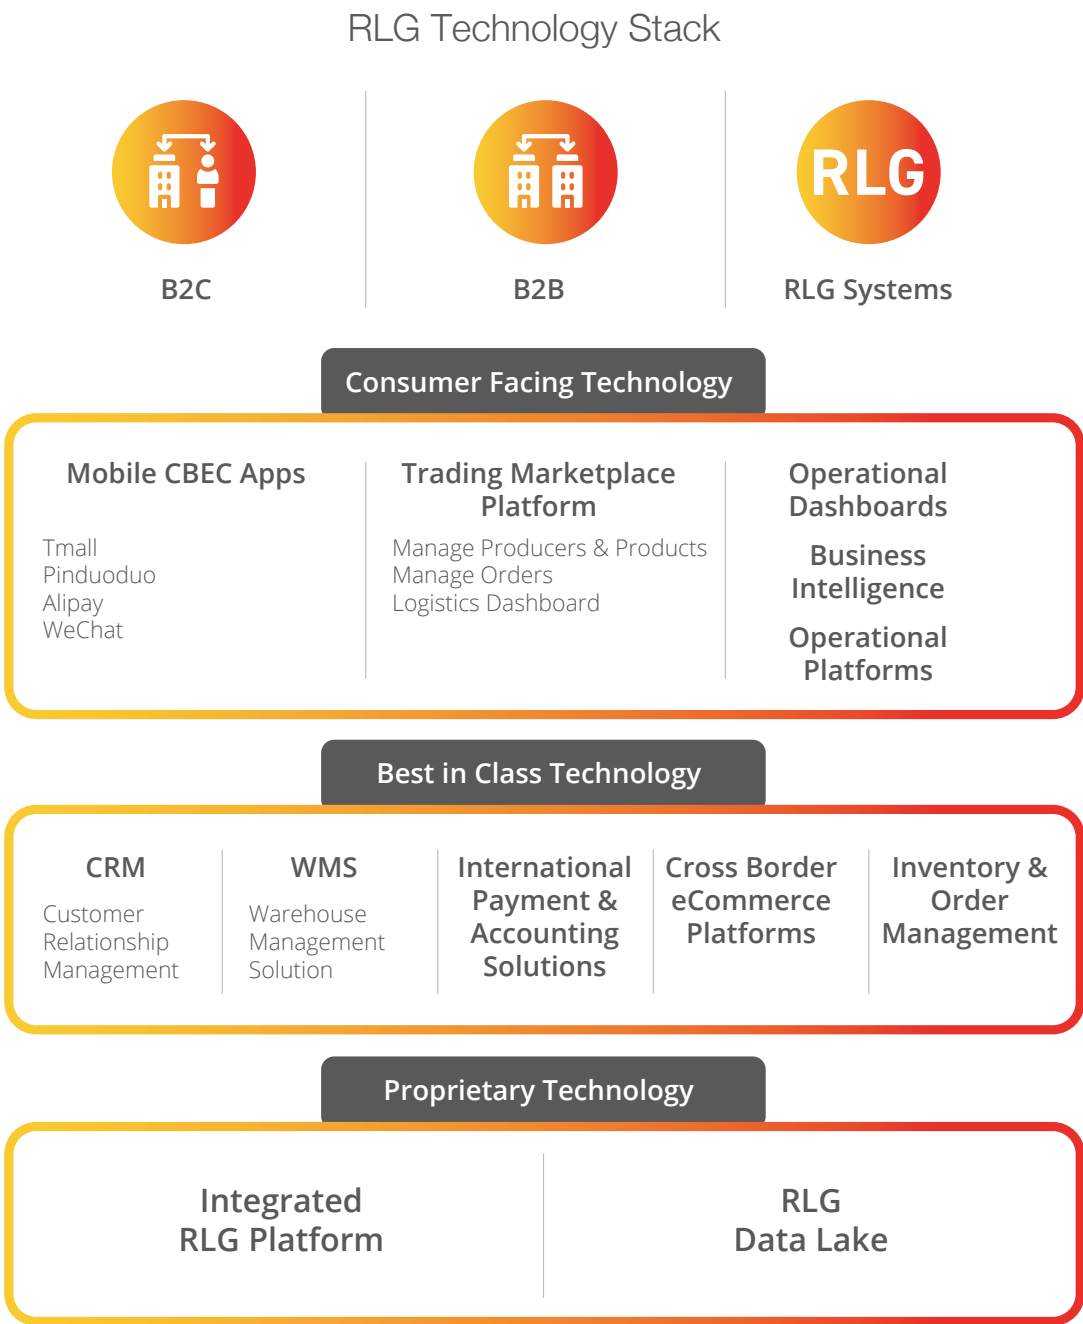 RLG Technology Stack
RLG
B2C
B2B
RLG Systems
Consumer Facing Technology
Mobile CBEC Apps
Tmall
Pinduoduo
Alipay
WeChat
Trading Marketplace
Platform
Manage Producers & Products
Manage Orders
Logistics Dashboard
Operational
Dashboards
Business
Intelligence
Operational
Platforms
Best in Class Technology
CRM
Customer
Relationship
Management
WMS
Warehouse
Management
Solution
International
Payment &
Accounting
Solutions
Cross Border
eCommerce
Platforms
Inventory &
Order
Management
Proprietary Technology
Integrated
RLG Platform
RLG
Data Lake